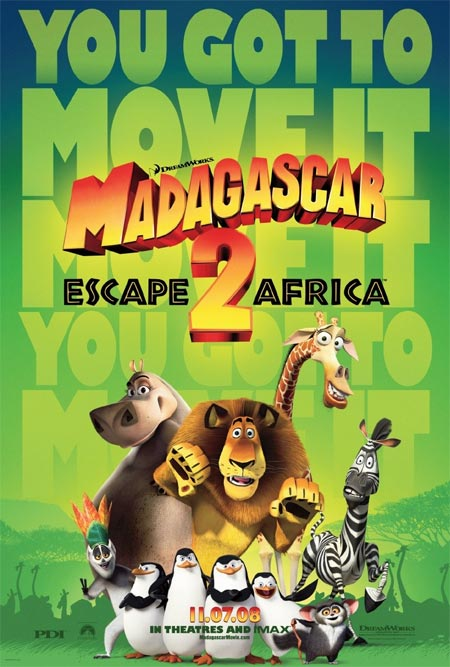 YOU GOT TO
MOVE IT
DREAMWORKS
MADAGASCAR
MOVE IT
ESCAPE 2 AFRICA™
YOU GOT TO
MOVE IT
11.07.08
IN THEATRES AND IMAX
MadagascarMovie.com
PDI
DREAMWORKS